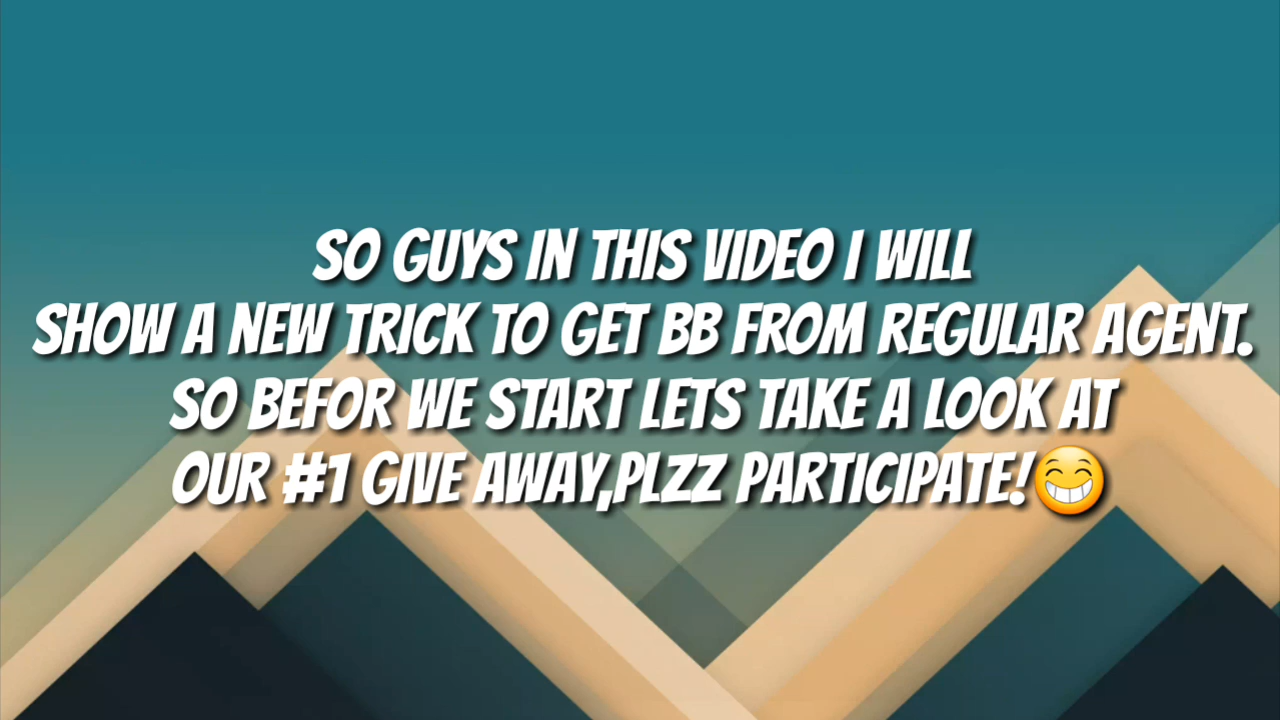 SO GUYS IN THIS VIDEO I WILL
SHOW A NEW TRICK TO GET BB FROM REGULAR AGENT.
SO BEFOR WE START LETS TAKE A LOOK AT
OUR #1 GIVE AWAY,PLZZ PARTICIPATE!😁